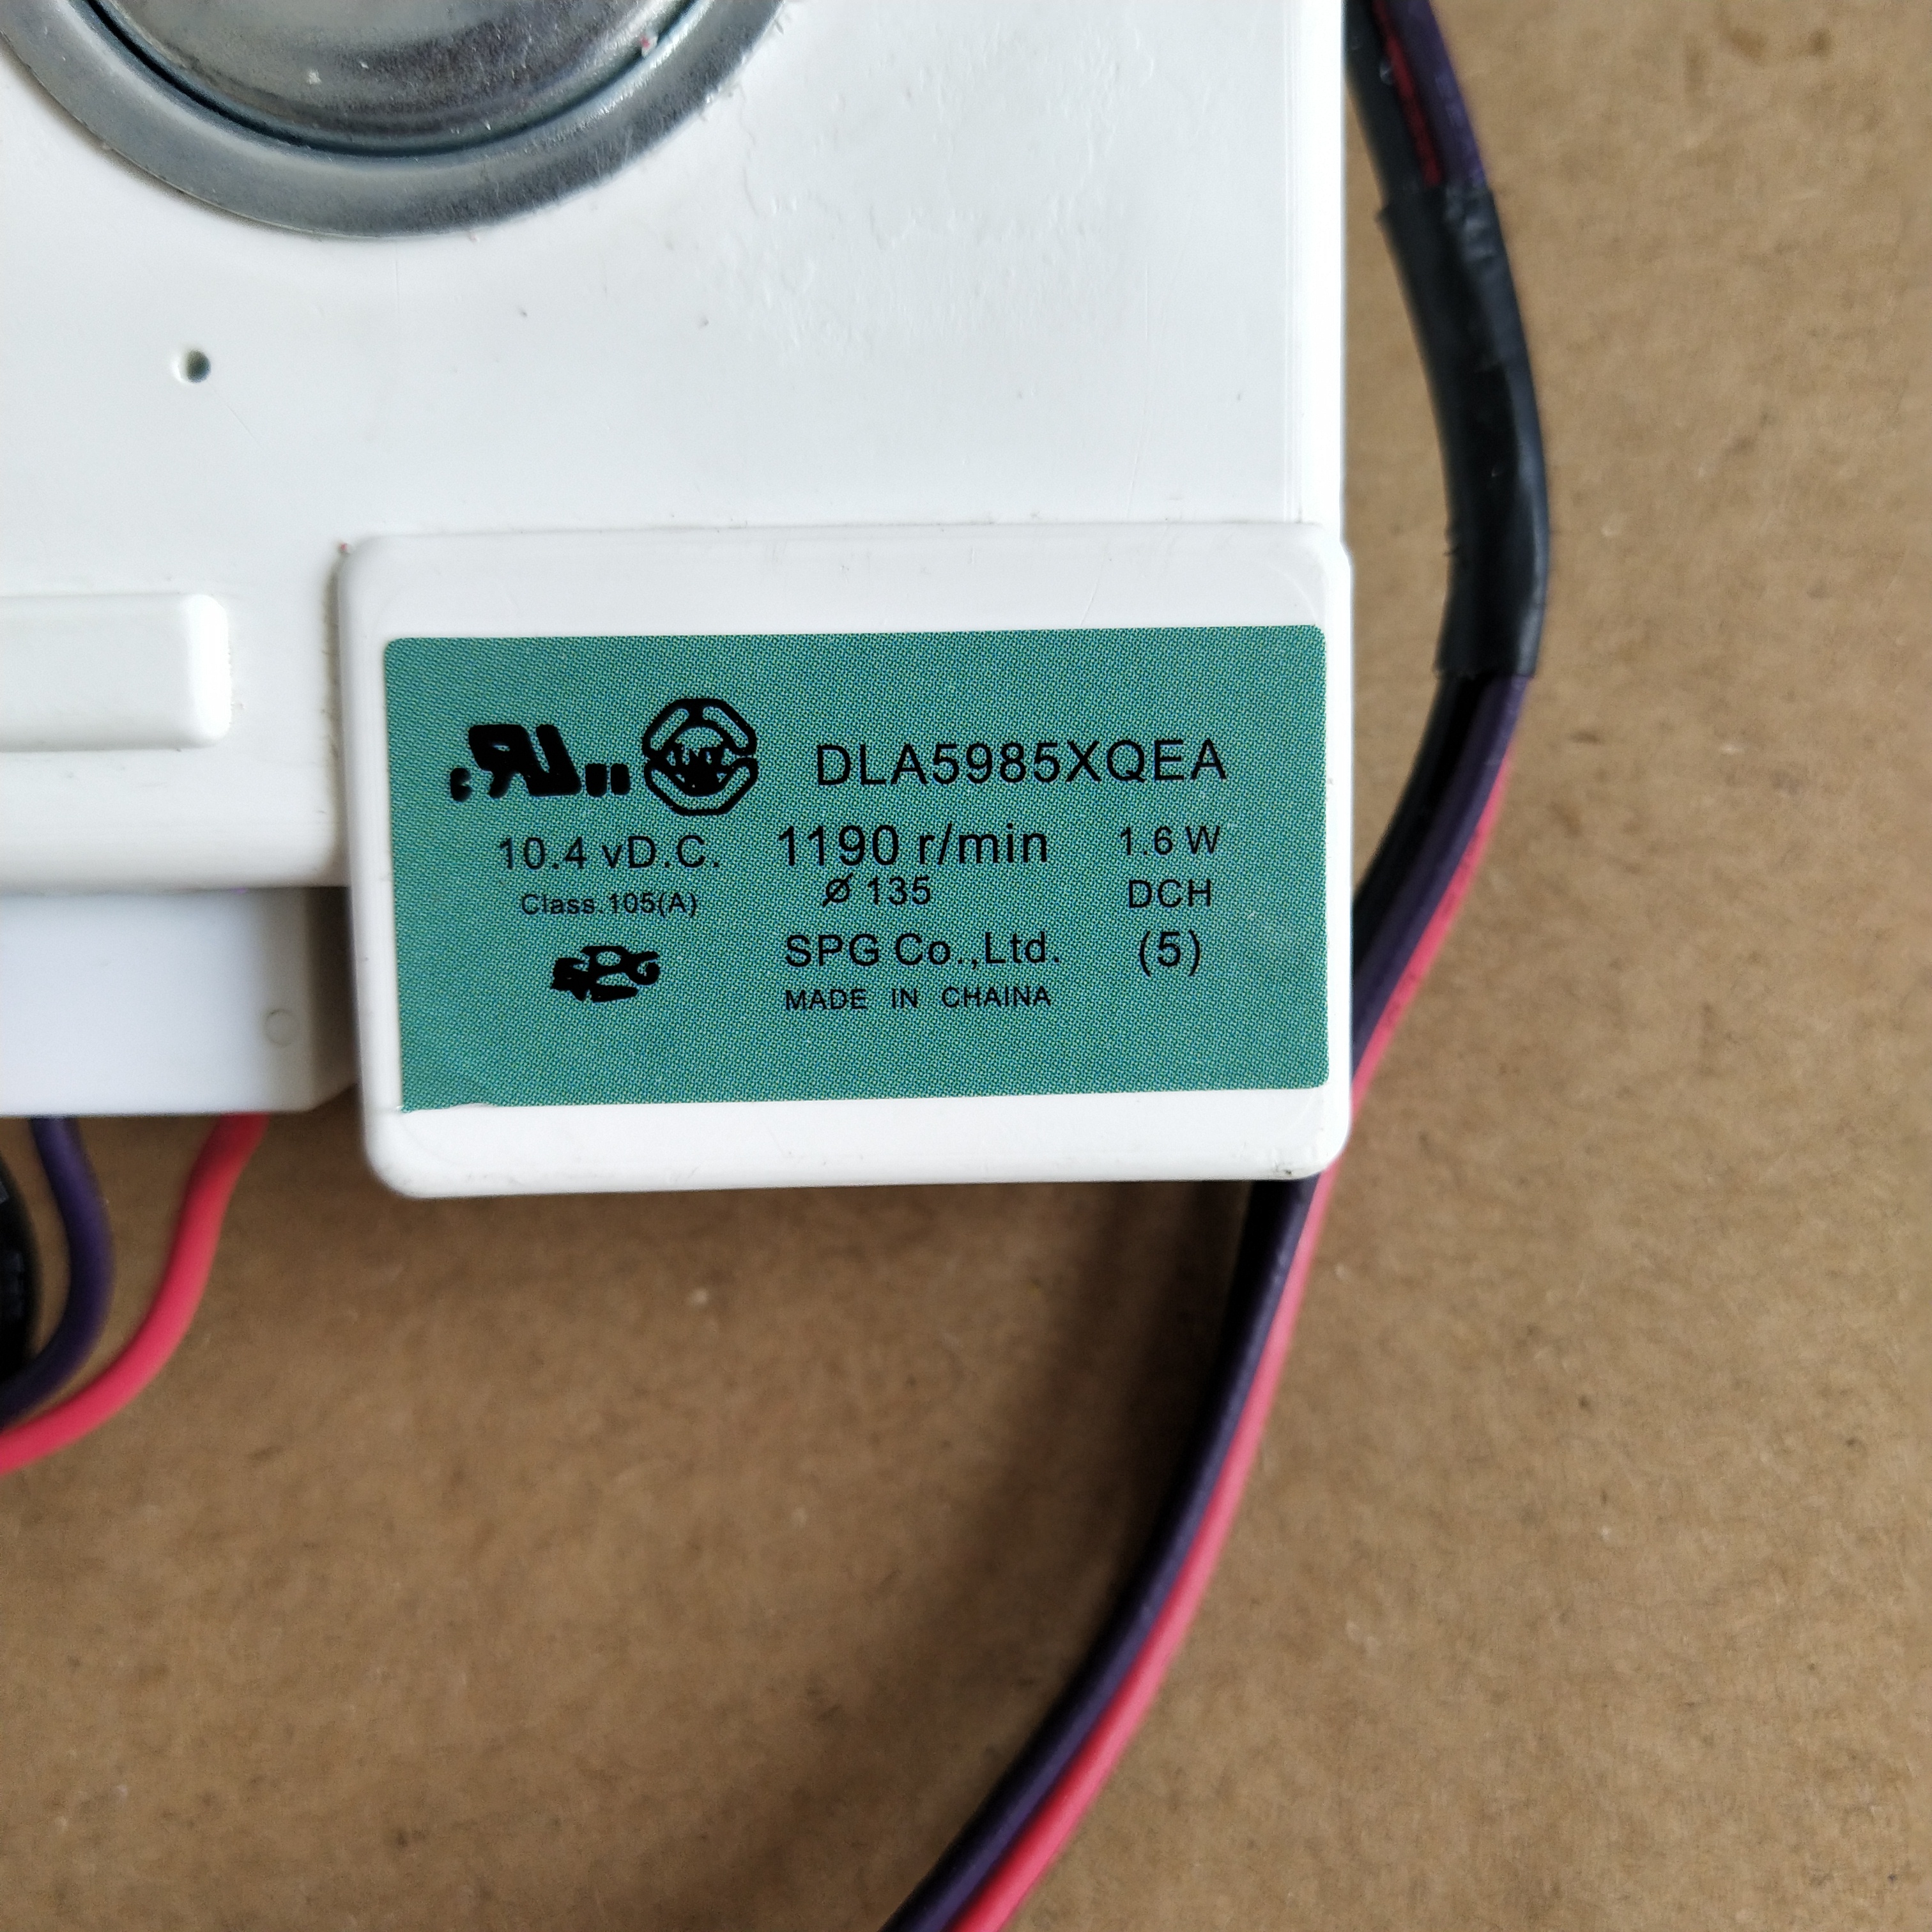 DLA5985XQEA
10.4 vD.C. 1190 r/min 1.6 W
Class.105(A) Ø 135 DCH
SPG Co.,Ltd. (5)
MADE IN CHAINA